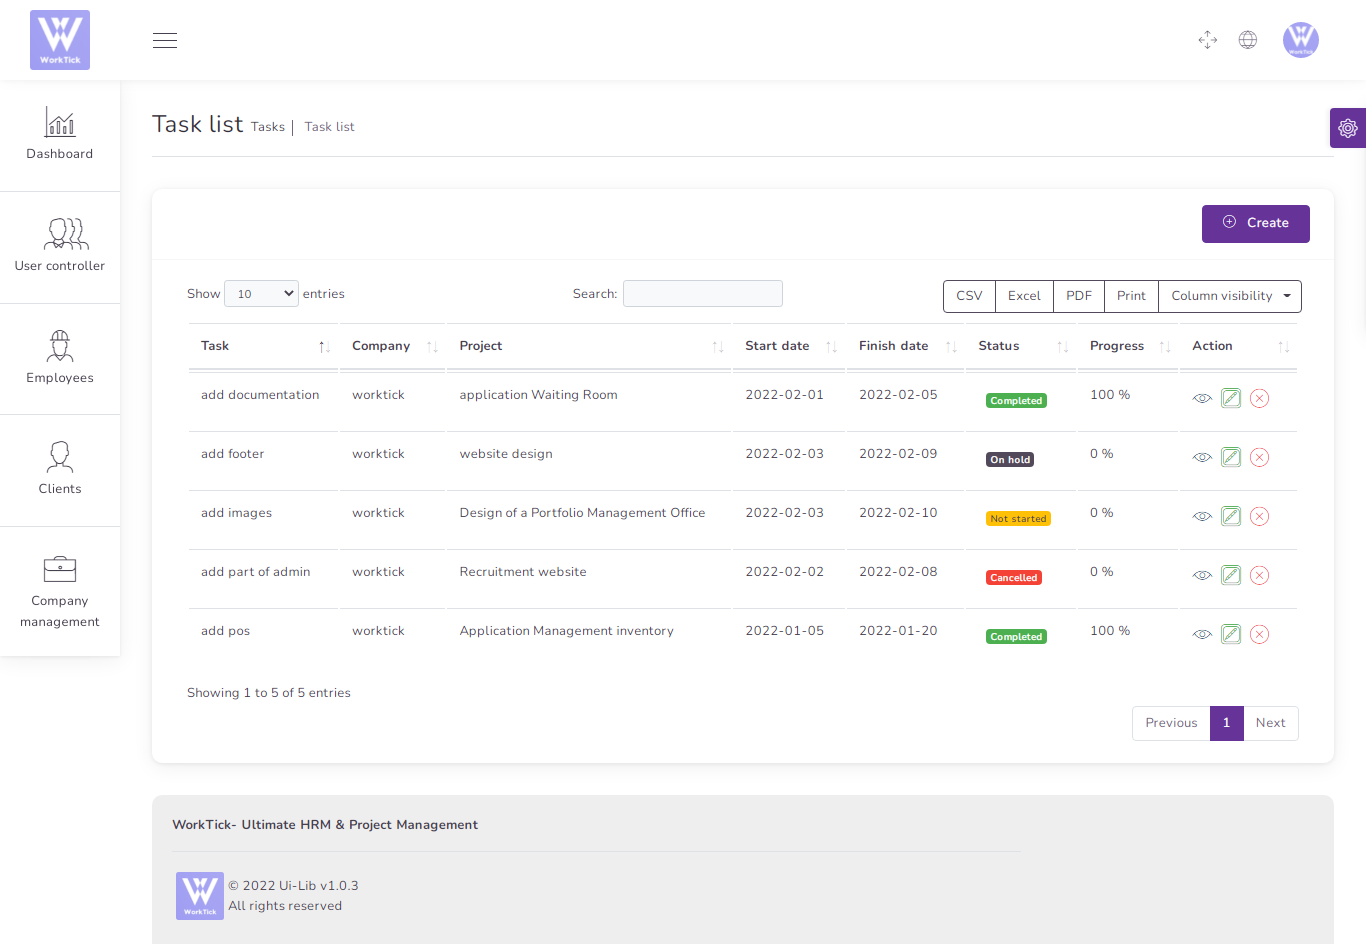 WorkTick
WorkTick
Dashboard
User controller
Employees
Clients
Company
management
Task list Tasks | Task list
Create
Show 10 entries Search: CSV Excel PDF Print Column visibility
Task Company Project Start date Finish date Status Progress Action
add documentation worktick application Waiting Room 2022-02-01 2022-02-05 Completed 100 %
add footer worktick website design 2022-02-03 2022-02-09 On hold 0 %
add images worktick Design of a Portfolio Management Office 2022-02-03 2022-02-10 Not started 0 %
add part of admin worktick Recruitment website 2022-02-02 2022-02-08 Cancelled 0 %
add pos worktick Application Management inventory 2022-01-05 2022-01-20 Completed 100 %
Showing 1 to 5 of 5 entries
Previous 1 Next
WorkTick- Ultimate HRM & Project Management
WorkTick
© 2022 Ui-Lib v1.0.3
All rights reserved